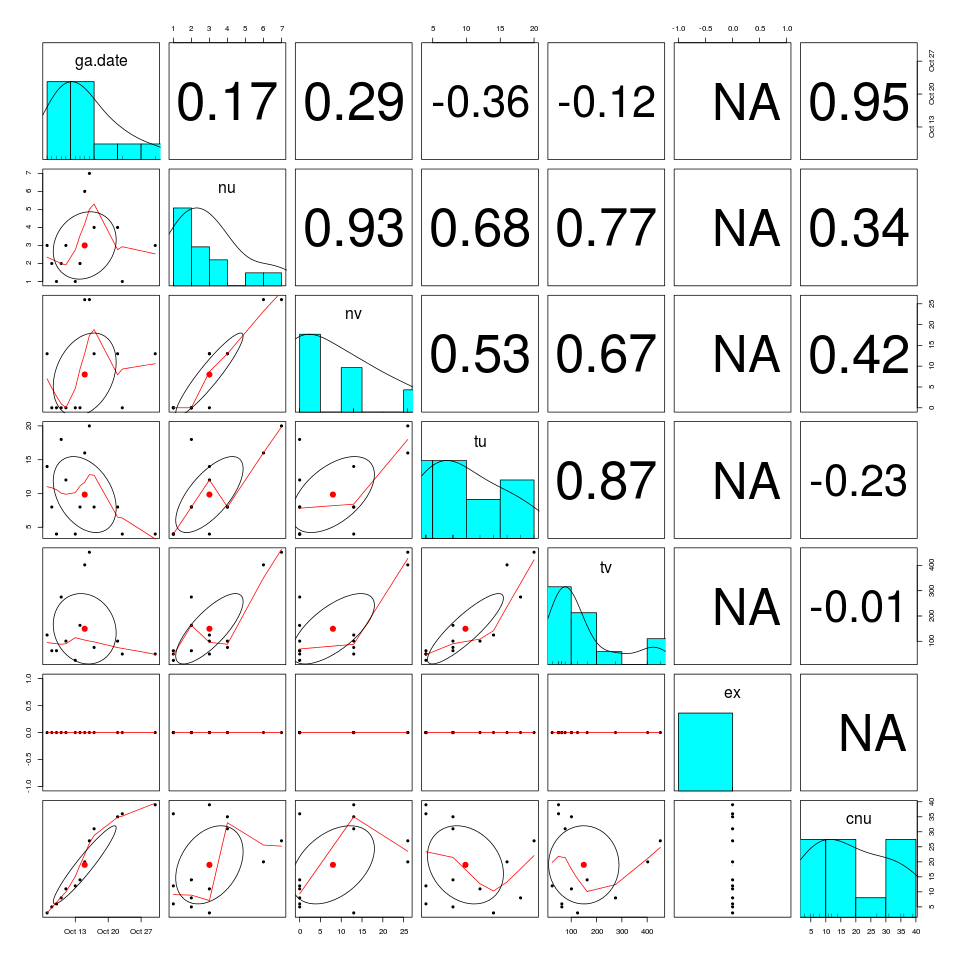 1 2 3 4 5 6 7 5 10 15 20 -1.0 -0.5 0.0 0.5 1.0
ga.date 0.17 0.29 -0.36 -0.12 NA 0.95
Oct 13 Oct 20 Oct 27
1 2 3 4 5 6 7
nu 0.93 0.68 0.77 NA 0.34
nv 0.53 0.67 NA 0.42
0 5 10 15 20 25
5 10 15 20
tu 0.87 NA -0.23
tv NA -0.01
100 200 300 400
-1.0 -0.5 0.0 0.5 1.0
ex NA
cnu
5 10 15 20 25 30 35 40
Oct 13 Oct 20 Oct 27 0 5 10 15 20 25 100 200 300 400 5 10 15 20 25 30 35 40